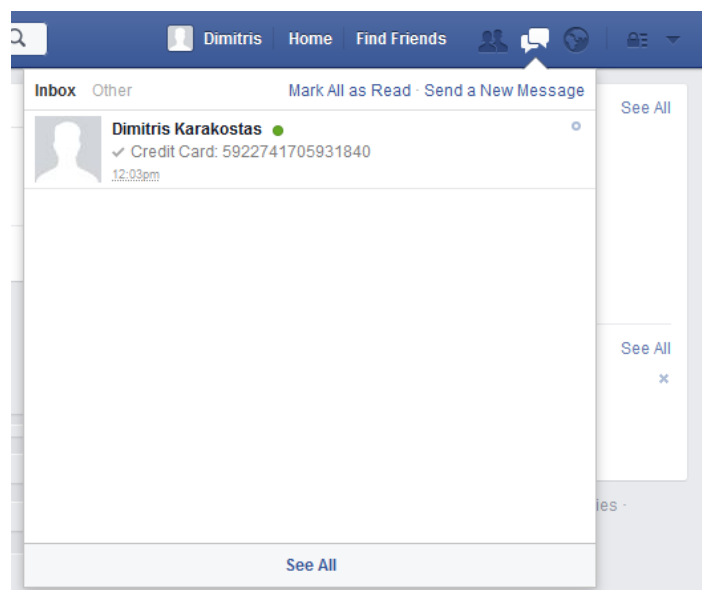 Dimitris Home Find Friends
Inbox Other Mark All as Read · Send a New Message
See All
Dimitris Karakostas
Credit Card: 5922741705931840
12:03pm
See All
ies ·
See All